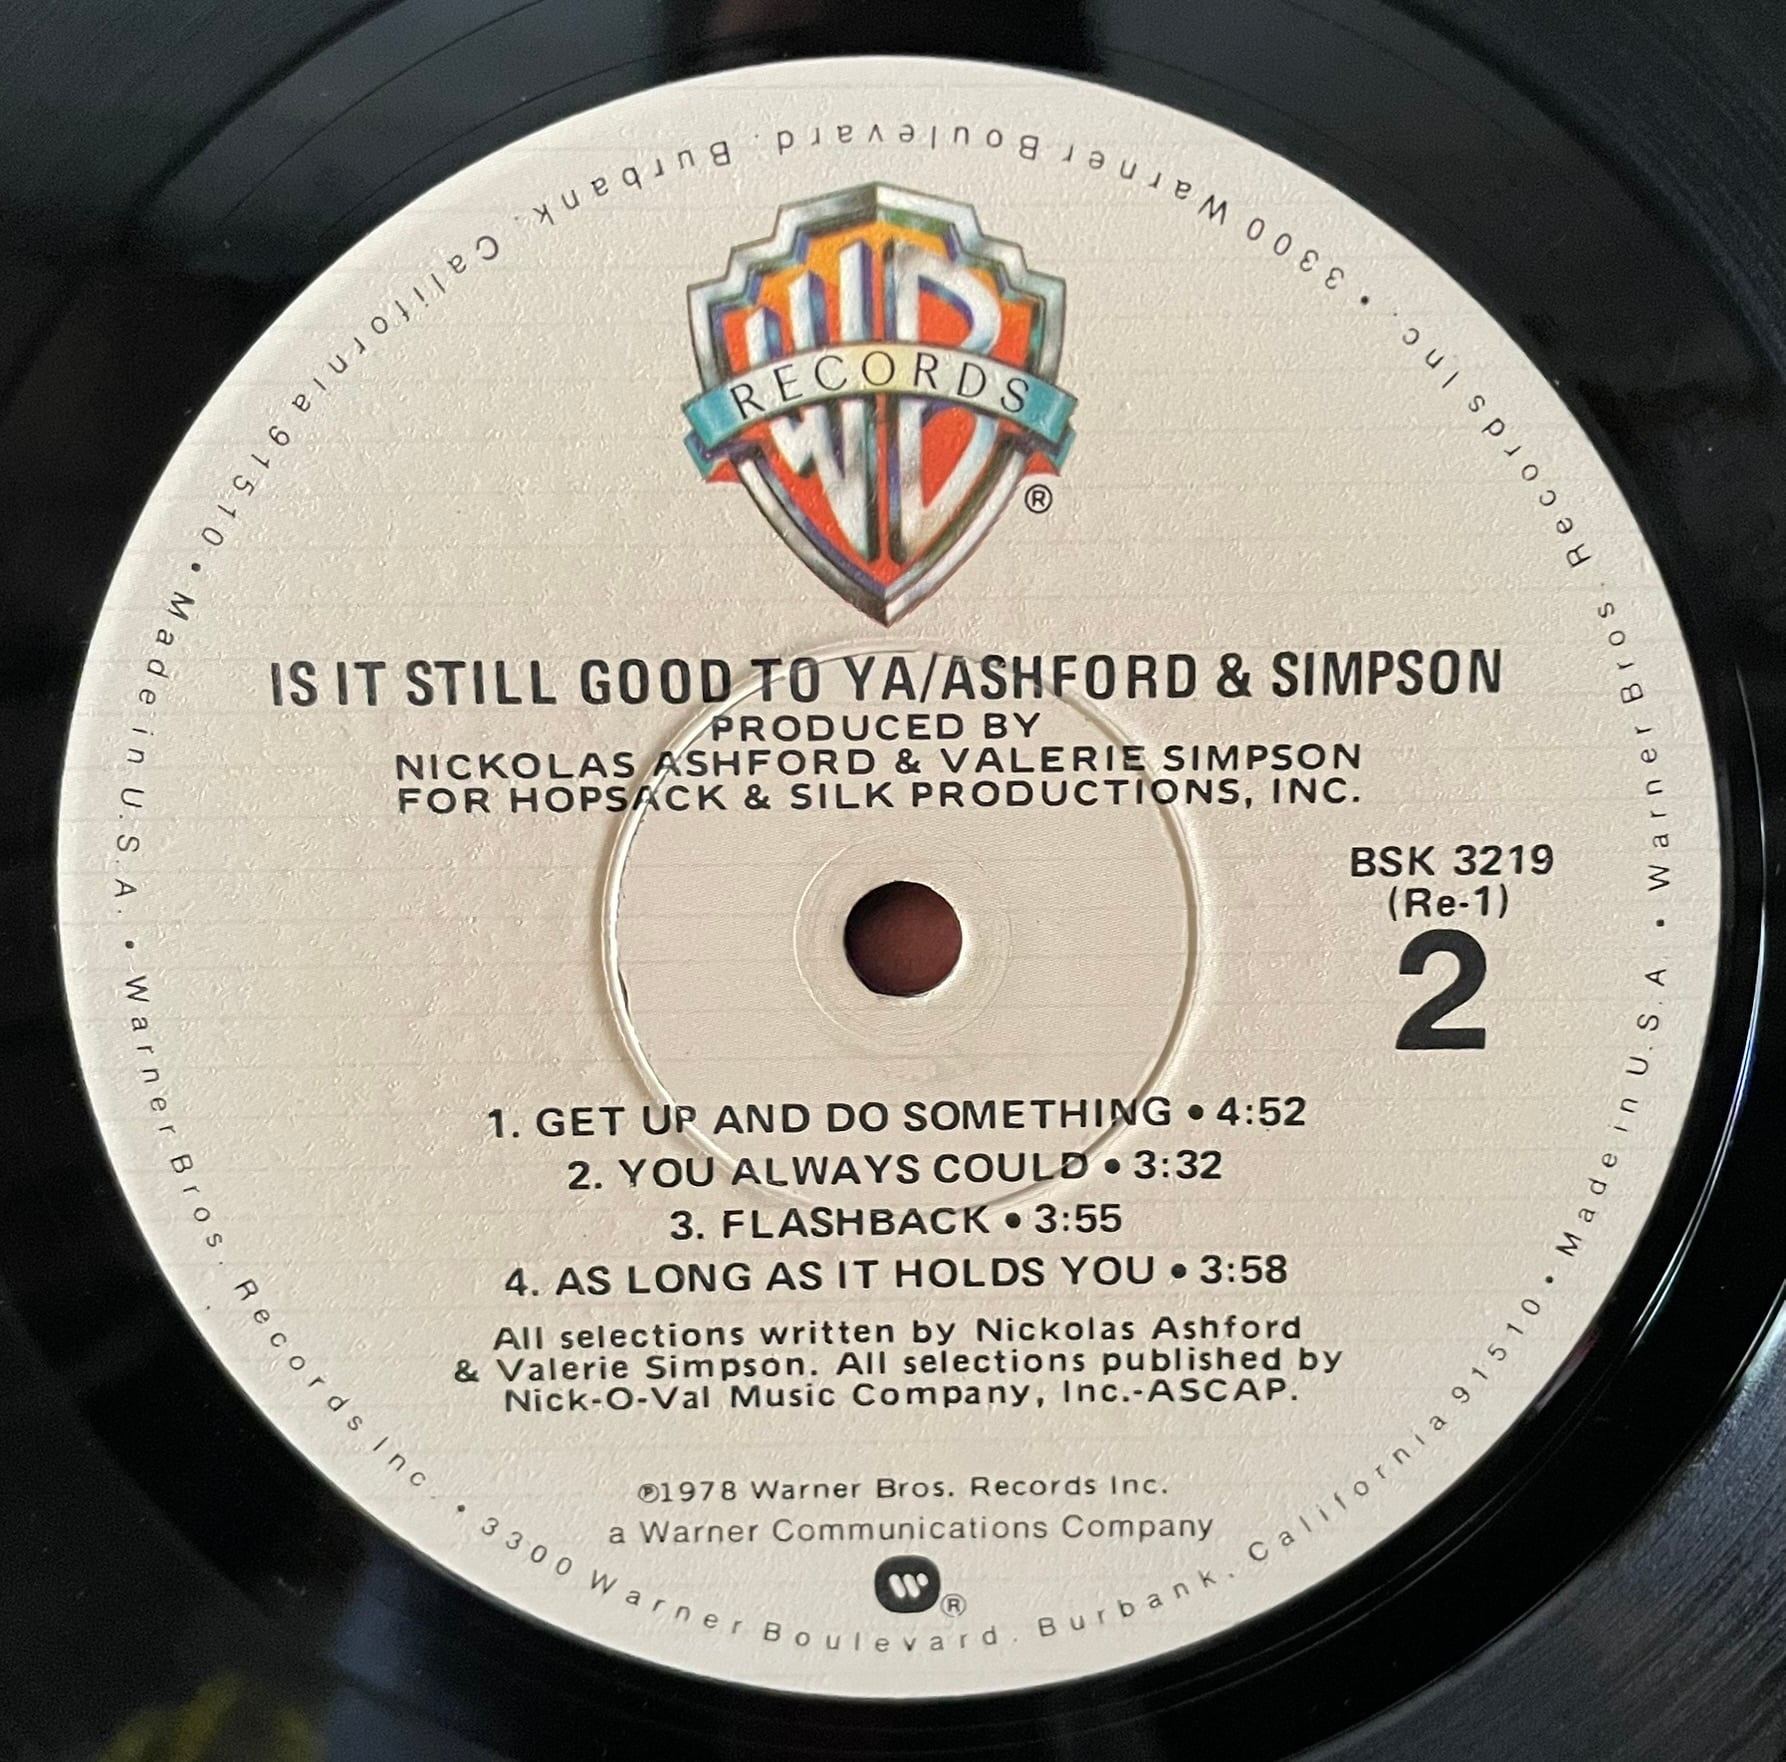 WB
RECORDS
®
IS IT STILL GOOD TO YA/ASHFORD & SIMPSON
PRODUCED BY
NICKOLAS ASHFORD & VALERIE SIMPSON
FOR HOPSACK & SILK PRODUCTIONS, INC.
BSK 3219
(Re-1)
2
1. GET UP AND DO SOMETHING • 4:52
2. YOU ALWAYS COULD • 3:32
3. FLASHBACK • 3:55
4. AS LONG AS IT HOLDS YOU • 3:58
All selections written by Nickolas Ashford
& Valerie Simpson. All selections published by
Nick-O-Val Music Company, Inc.-ASCAP.
℗1978 Warner Bros. Records Inc.
a Warner Communications Company
W®
Warner Bros. Records Inc. • 3300 Warner Boulevard. Burbank. California 91510 • Made in U.S.A. • Warner Bros. Records Inc. • 3300 Warner Boulevard. Burbank. California 91510 • Made in U.S.A. •